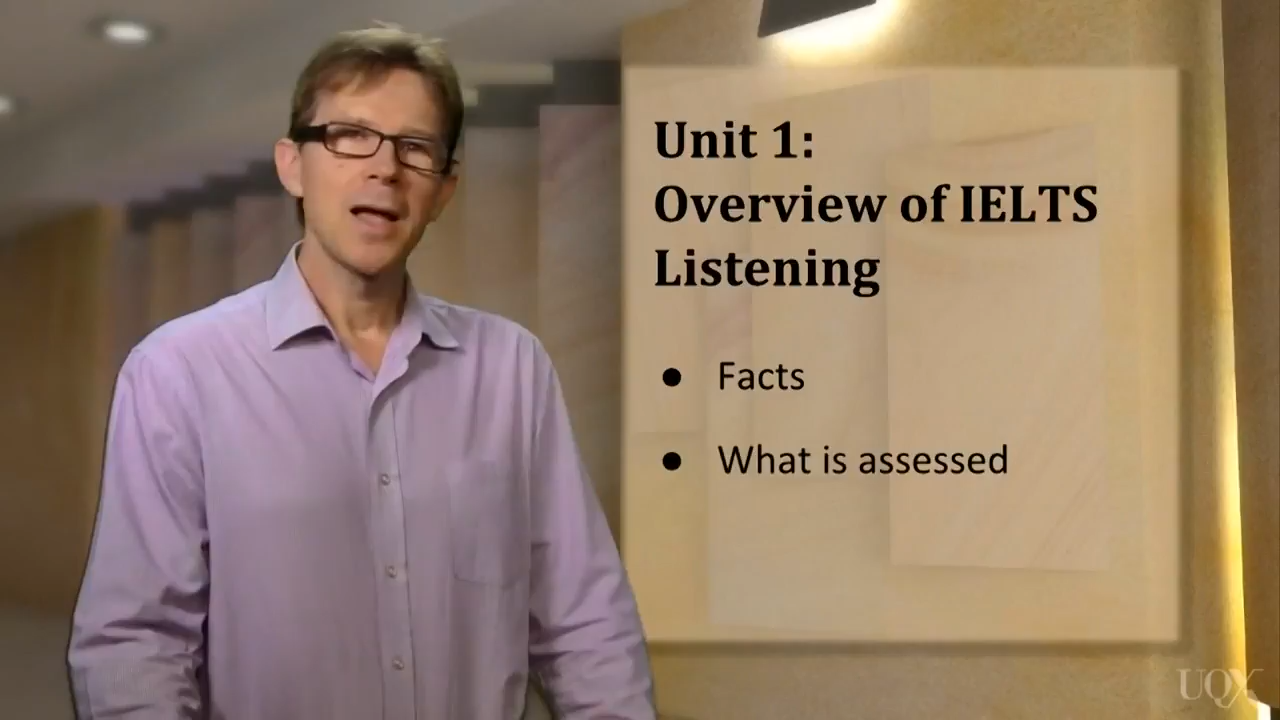 Unit 1:
Overview of IELTS
Listening
● Facts
● What is assessed
UQX